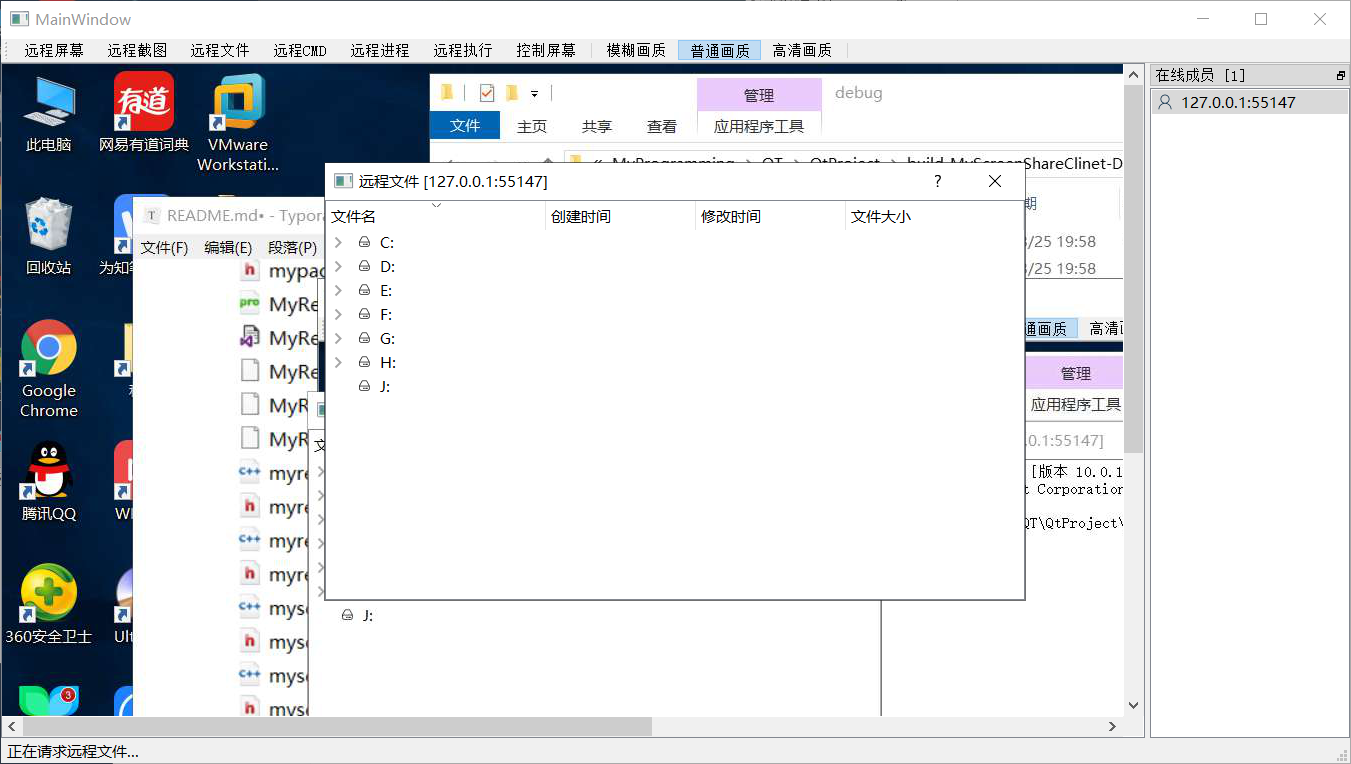 MainWindow
远程屏幕 远程截图 远程文件 远程CMD 远程进程 远程执行 控制屏幕 模糊画质 普通画质 高清画质
在线成员 [1]
127.0.0.1:55147
此电脑
网易有道词典
VMware
Workstati...
有道
回收站
为知
Google
Chrome
腾讯QQ
360安全卫士
3
管理
debug
文件 主页 共享 查看 应用程序工具
« MyProgramming > QT > QtProject > build-MyScreenShareClinet-D
期
/25 19:58
/25 19:58
通画质 高清
管理
应用程序工具
.0.1:55147]
[版本 10.0.1
t Corporation
QT\QtProject\
T README.md• - Typora
文件(F) 编辑(E) 段落(P)
h mypac
pro MyRe
MyRe
MyRe
MyR
MyR
c++ myre
h myre
c++ myre
h myre
c++ myse
h myse
c++ myse
h myse
远程文件 [127.0.0.1:55147]
?
文件名 创建时间 修改时间 文件大小
C:
D:
E:
F:
G:
H:
J:
J:
正在请求远程文件...